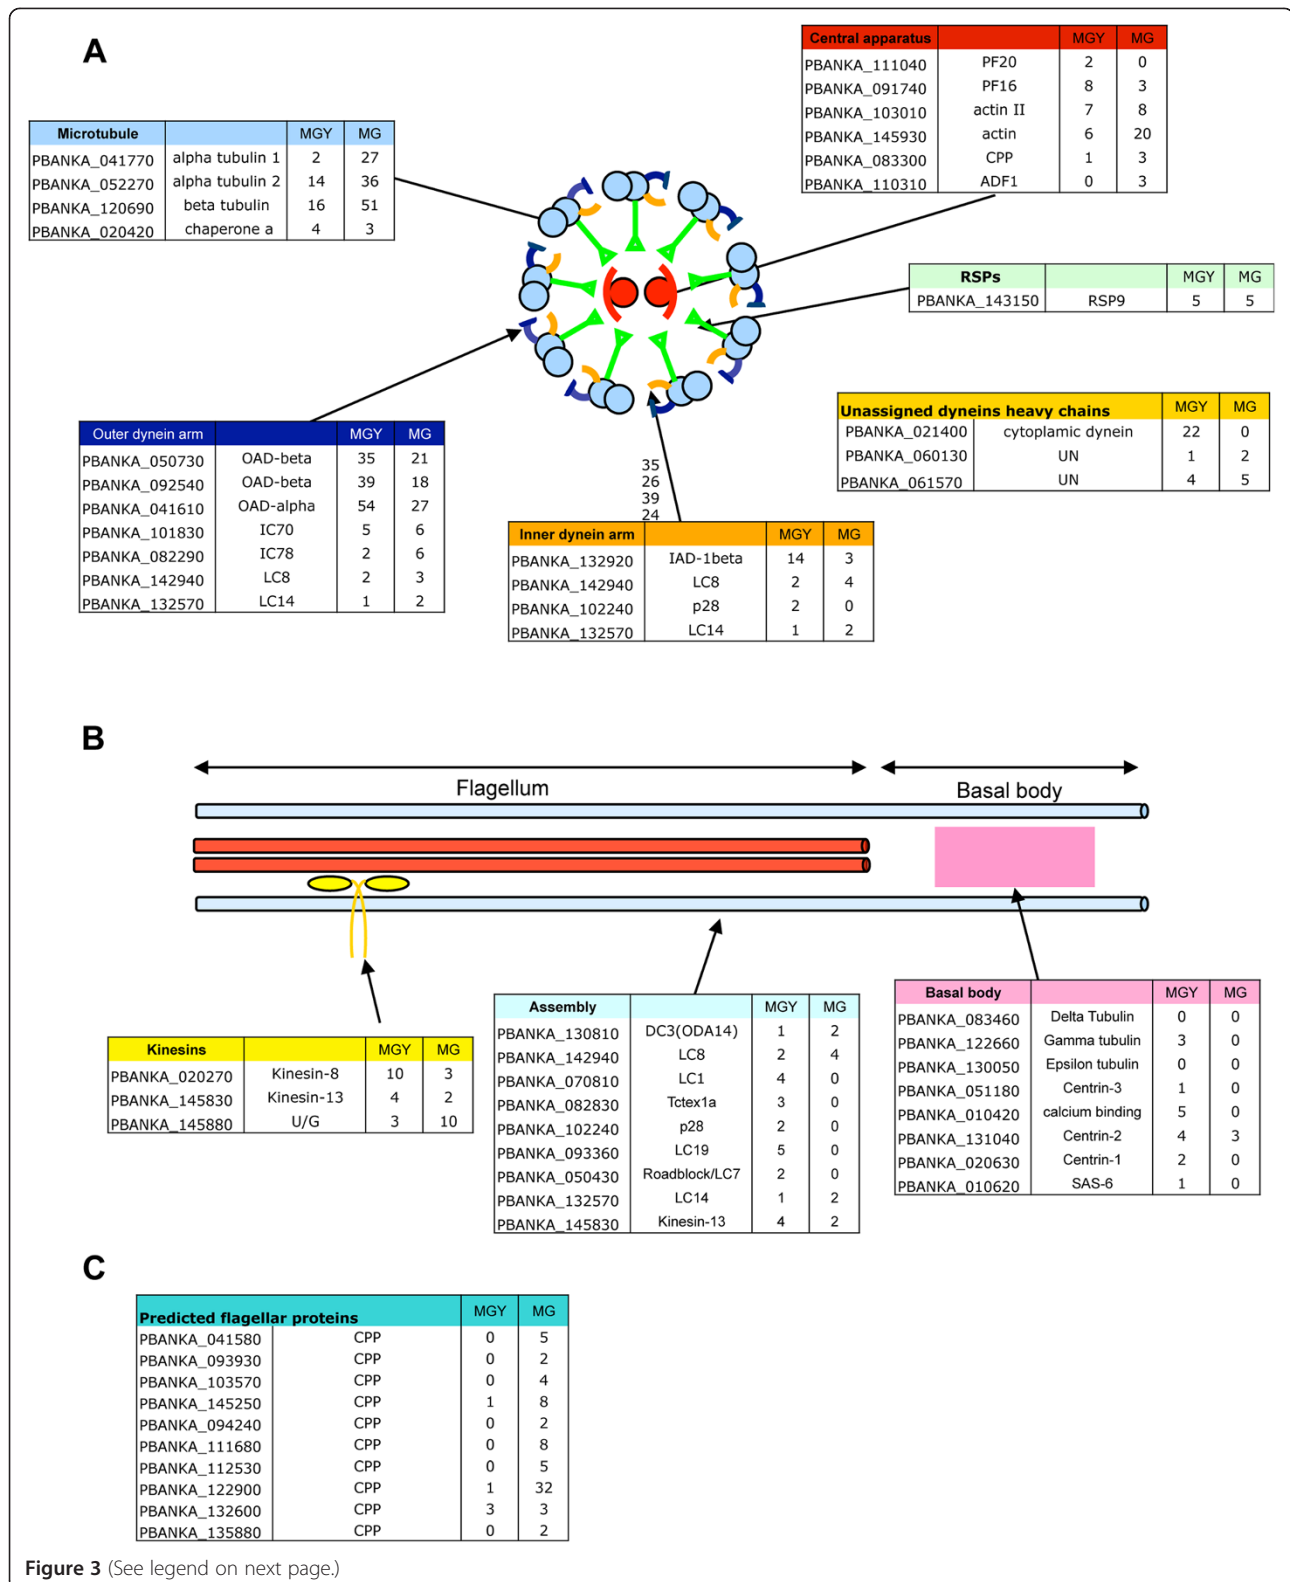 A
Central apparatus MGY MG
PBANKA_111040 PF20 2 0
PBANKA_091740 PF16 8 3
PBANKA_103010 actin II 7 8
PBANKA_145930 actin 6 20
PBANKA_083300 CPP 1 3
PBANKA_110310 ADF1 0 3
Microtubule MGY MG
PBANKA_041770 alpha tubulin 1 2 27
PBANKA_052270 alpha tubulin 2 14 36
PBANKA_120690 beta tubulin 16 51
PBANKA_020420 chaperone a 4 3
RSPs MGY MG
PBANKA_143150 RSP9 5 5
Unassigned dyneins heavy chains MGY MG
PBANKA_021400 cytoplamic dynein 22 0
PBANKA_060130 UN 1 2
PBANKA_061570 UN 4 5
Outer dynein arm MGY MG
PBANKA_050730 OAD-beta 35 21
PBANKA_092540 OAD-beta 39 18
PBANKA_041610 OAD-alpha 54 27
PBANKA_101830 IC70 5 6
PBANKA_082290 IC78 2 6
PBANKA_142940 LC8 2 3
PBANKA_132570 LC14 1 2
35
26
39
24
Inner dynein arm MGY MG
PBANKA_132920 IAD-1beta 14 3
PBANKA_142940 LC8 2 4
PBANKA_102240 p28 2 0
PBANKA_132570 LC14 1 2
B
Flagellum Basal body
Kinesins MGY MG
PBANKA_020270 Kinesin-8 10 3
PBANKA_145830 Kinesin-13 4 2
PBANKA_145880 U/G 3 10
Assembly MGY MG
PBANKA_130810 DC3(ODA14) 1 2
PBANKA_142940 LC8 2 4
PBANKA_070810 LC1 4 0
PBANKA_082830 Tctex1a 3 0
PBANKA_102240 p28 2 0
PBANKA_093360 LC19 5 0
PBANKA_050430 Roadblock/LC7 2 0
PBANKA_132570 LC14 1 2
PBANKA_145830 Kinesin-13 4 2
Basal body MGY MG
PBANKA_083460 Delta Tubulin 0 0
PBANKA_122660 Gamma tubulin 3 0
PBANKA_130050 Epsilon tubulin 0 0
PBANKA_051180 Centrin-3 1 0
PBANKA_010420 calcium binding 5 0
PBANKA_131040 Centrin-2 4 3
PBANKA_020630 Centrin-1 2 0
PBANKA_010620 SAS-6 1 0
C
Predicted flagellar proteins MGY MG
PBANKA_041580 CPP 0 5
PBANKA_093930 CPP 0 2
PBANKA_103570 CPP 0 4
PBANKA_145250 CPP 1 8
PBANKA_094240 CPP 0 2
PBANKA_111680 CPP 0 8
PBANKA_112530 CPP 0 5
PBANKA_122900 CPP 1 32
PBANKA_132600 CPP 3 3
PBANKA_135880 CPP 0 2
Figure 3 (See legend on next page.)